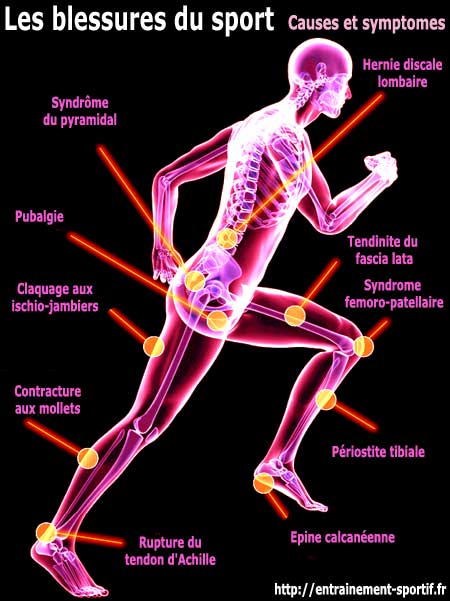 Les blessures du sport
Causes et symptomes
Hernie discale
lombaire
Syndrôme
du pyramidal
Pubalgie
Tendinite du
fascia lata
Claquage aux
ischio-jambiers
Syndrome
femoro-patellaire
Contracture
aux mollets
Périostite tibiale
Rupture du
tendon d'Achille
Epine calcanéenne
http://entrainement-sportif.fr